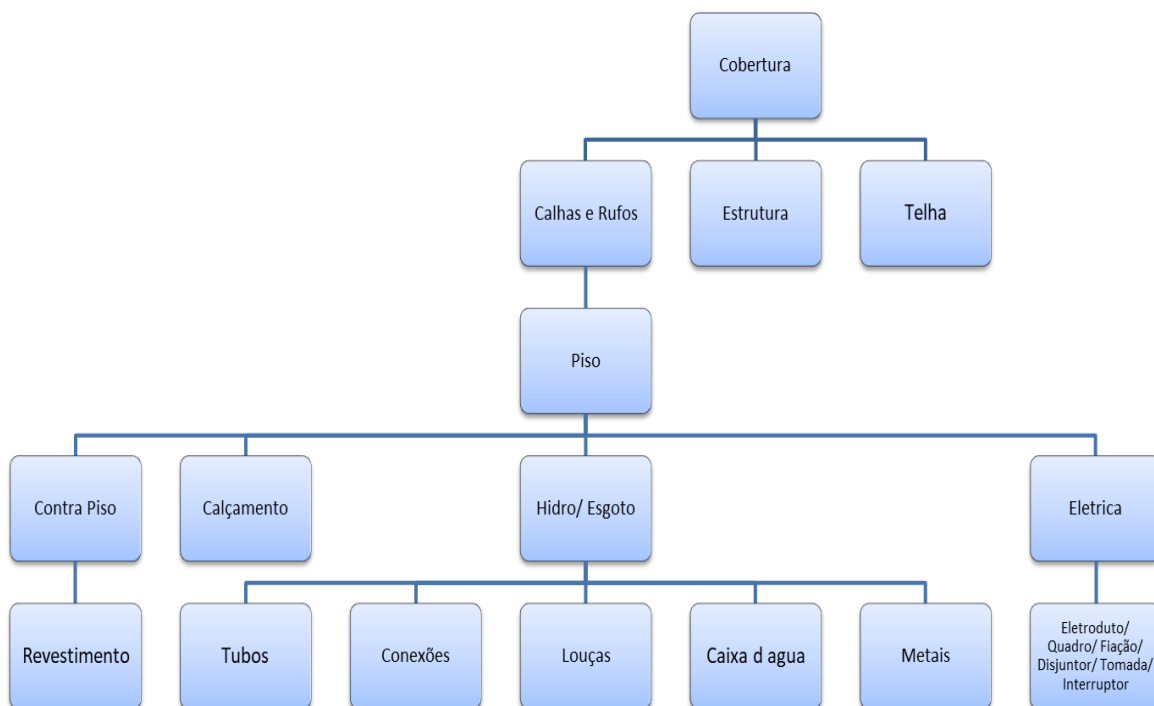 Cobertura
Calhas e Rufos
Estrutura
Telha
Piso
Contra Piso
Calçamento
Hidro/ Esgoto
Eletrica
Revestimento
Tubos
Conexões
Louças
Caixa d agua
Metais
Eletroduto/
Quadro/ Fiação/
Disjuntor/ Tomada/
Interruptor